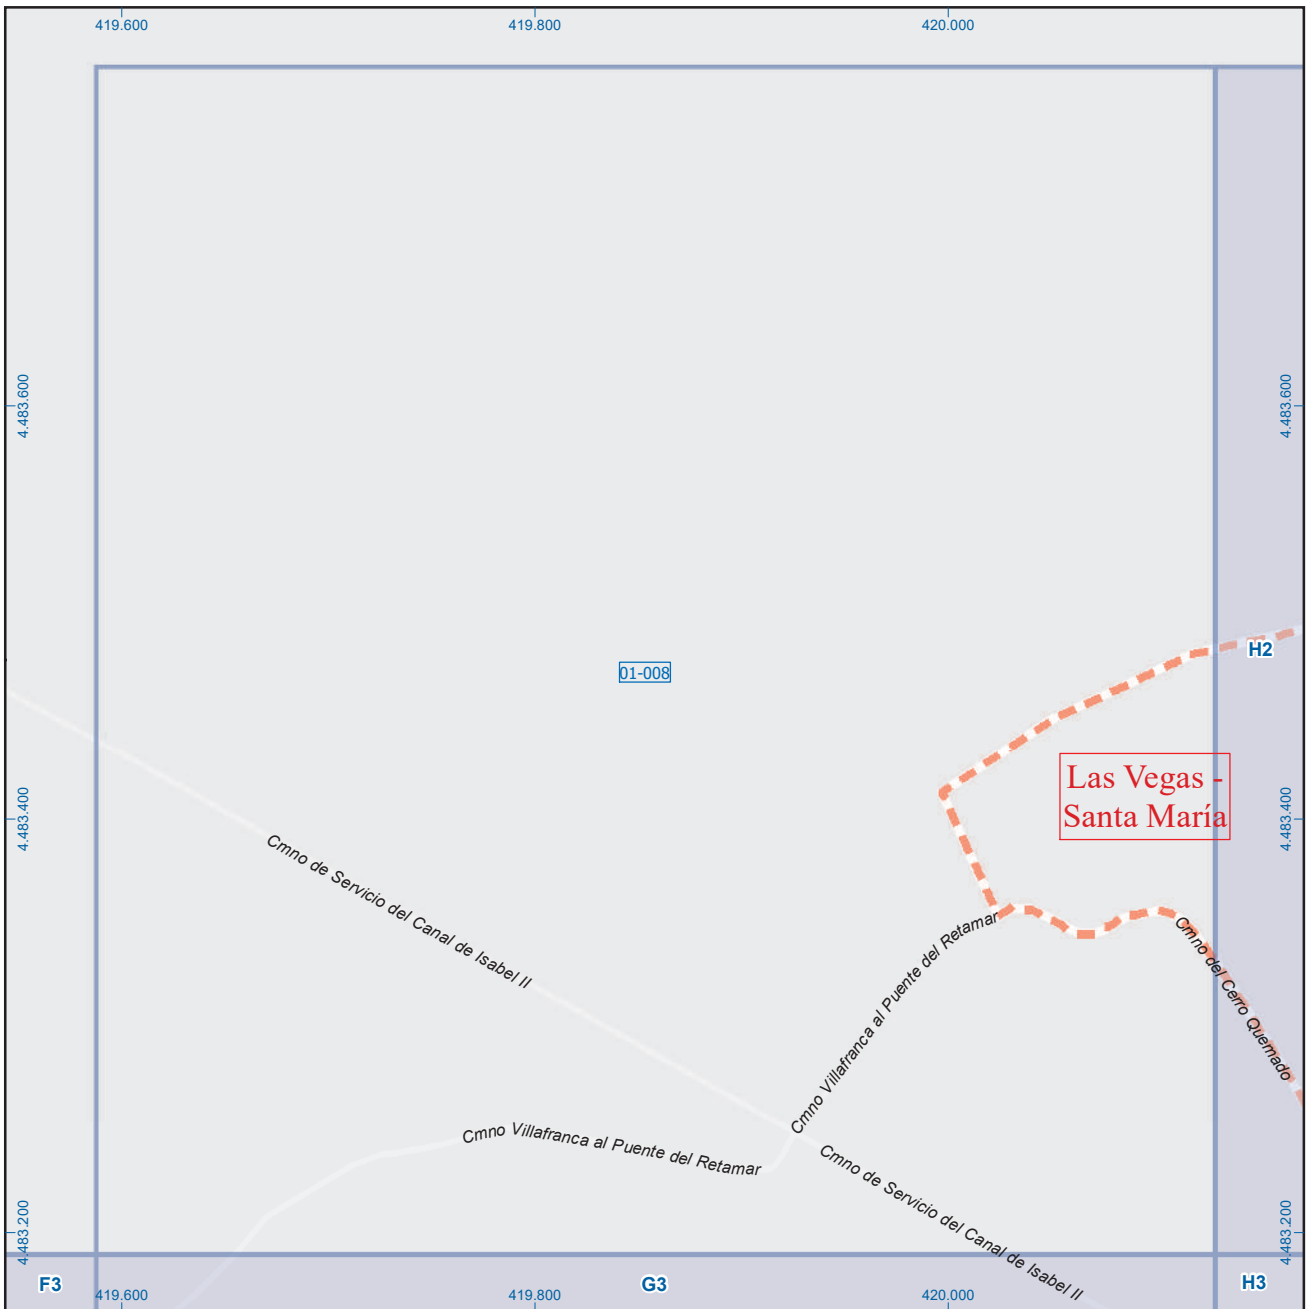 419.600
419.800
420.000
4.483.600
4.483.600
H2
01-008
Las Vegas -
Santa María
4.483.400
4.483.400
Cmno de Servicio del Canal de Isabel II
Cmno Villafranca al Puente del Retamar
Cmno del Cerro Quemado
Cmno Villafranca al Puente del Retamar
Cmno de Servicio del Canal de Isabel II
4.483.200
4.483.200
F3
G3
H3
419.600
419.800
420.000